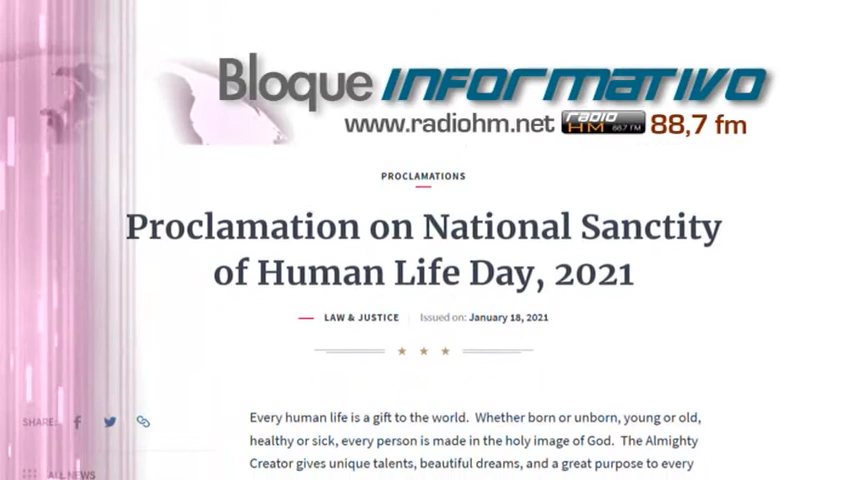 Bloque INFORMATIVO
www.radiohm.net radio HM 88.7 FM 88,7 fm
PROCLAMATIONS
Proclamation on National Sanctity
of Human Life Day, 2021
LAW & JUSTICE Issued on: January 18, 2021
Every human life is a gift to the world. Whether born or unborn, young or old,
SHARE:
healthy or sick, every person is made in the holy image of God. The Almighty
Creator gives unique talents, beautiful dreams, and a great purpose to every
ALL NEWS